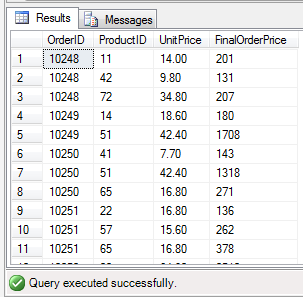 Results Messages
OrderID ProductID UnitPrice FinalOrderPrice
1 10248 11 14.00 201
2 10248 42 9.80 131
3 10248 72 34.80 207
4 10249 14 18.60 180
5 10249 51 42.40 1708
6 10250 41 7.70 143
7 10250 51 42.40 1318
8 10250 65 16.80 271
9 10251 22 16.80 136
10 10251 57 15.60 262
11 10251 65 16.80 378
Query executed successfully.